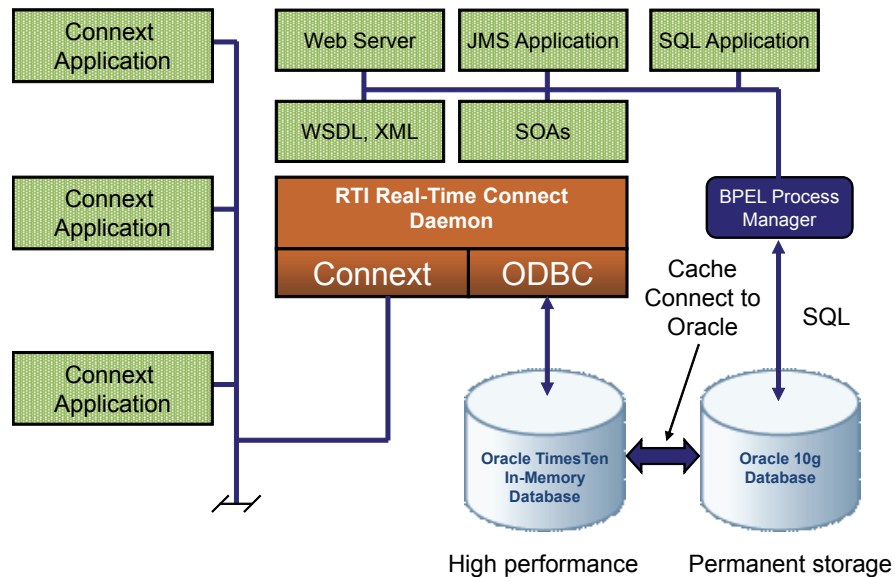 Connext
Application
Web Server
JMS Application
SQL Application
WSDL, XML
SOAs
Connext
Application
RTI Real-Time Connect
Daemon
BPEL Process
Manager
Connext
ODBC
Cache
Connect to
Oracle
SQL
Connext
Application
Oracle TimesTen
In-Memory
Database
Oracle 10g
Database
High performance
Permanent storage